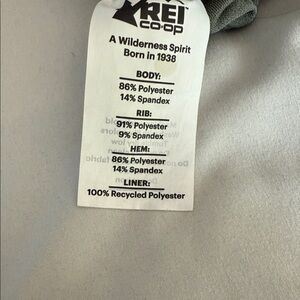 REI
CO·OP
A Wilderness Spirit
Born in 1938
BODY:
86% Polyester
14% Spandex
RIB:
91% Polyester
9% Spandex
HEM:
86% Polyester
14% Spandex
LINER:
100% Recycled Polyester